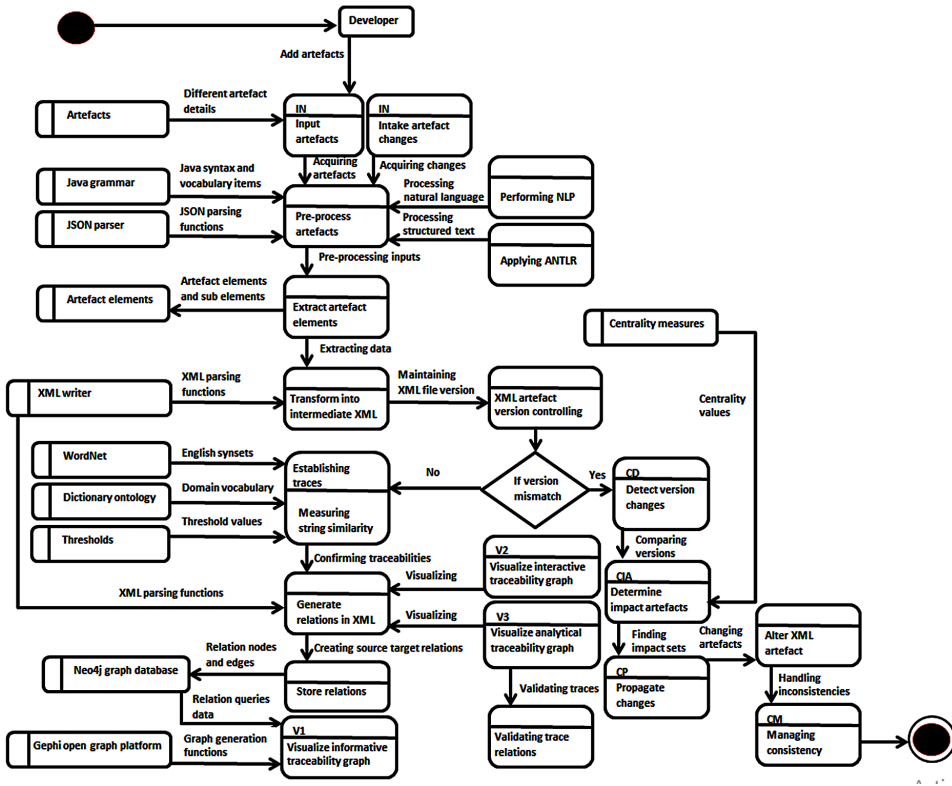 Developer
Add artefacts
Different artefact
details
Artefacts
IN
Input
artefacts
IN
Intake artefact
changes
Acquiring
artefacts
Acquiring changes
Java grammar
Java syntax and
vocabulary items
JSON parser
JSON parsing
functions
Pre-process
artefacts
Processing
natural language
Performing NLP
Processing
structured text
Applying ANTLR
Pre-processing inputs
Artefact elements
Artefact elements
and sub elements
Extract artefact
elements
Centrality measures
Extracting data
XML writer
XML parsing
functions
Transform into
intermediate XML
Maintaining
XML file version
XML artefact
version controlling
Centrality
values
WordNet
English synsets
Dictionary ontology
Domain vocabulary
Thresholds
Threshold values
Establishing
traces
Measuring
string similarity
No
If version
mismatch
Yes
CD
Detect version
changes
Confirming traceabilities
Comparing
versions
V2
Visualize interactive
traceability graph
Visualizing
XML parsing functions
Generate
relations in XML
CIA
Determine
impact artefacts
Visualizing
V3
Visualize analytical
traceability graph
Finding
impact sets
Changing
artefacts
Alter XML
artefact
Creating source target relations
Relation nodes
and edges
Neo4j graph database
Store relations
CP
Propagate
changes
Handling
inconsistencies
Validating traces
Relation queries
data
V1
Visualize informative
traceability graph
Gephi open graph platform
Graph generation
functions
Validating trace
relations
CM
Managing
consistency